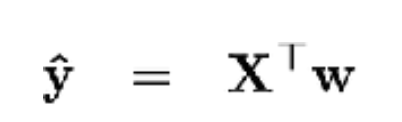 ŷ = X⊤w